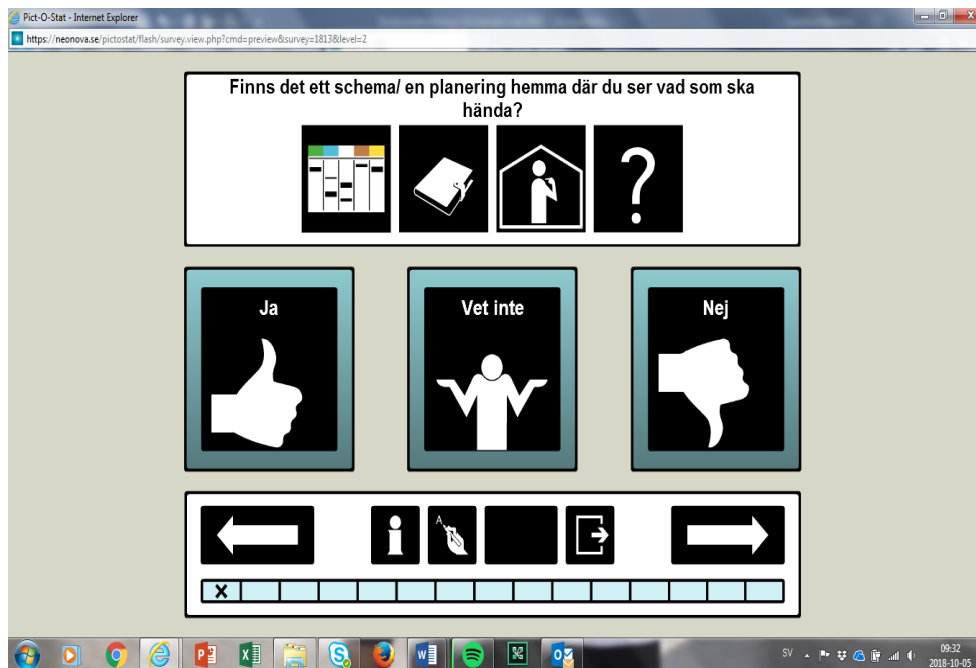 Pict-O-Stat - Internet Explorer
https://neonova.se/pictostat/flash/survey.view.php?cmd=preview&survey=1813&level=2
Finns det ett schema/ en planering hemma där du ser vad som ska
hända?
?
Ja
Vet inte
Nej
i
A
X
SV
09:32
2018-10-05